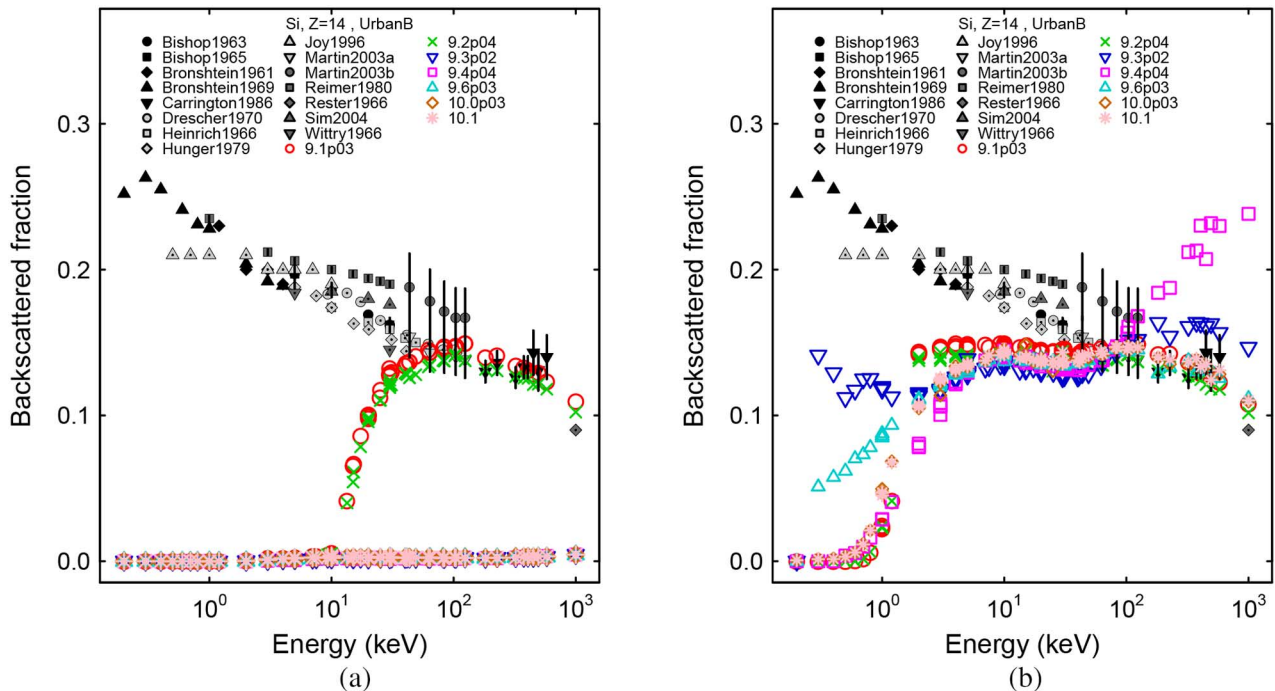 Si, Z=14 , UrbanB
Bishop1963
Bishop1965
Bronshtein1961
Bronshtein1969
Carrington1986
Drescher1970
Heinrich1966
Hunger1979
Joy1996
Martin2003a
Martin2003b
Reimer1980
Rester1966
Sim2004
Wittry1966
9.1p03
9.2p04
9.3p02
9.4p04
9.6p03
10.0p03
10.1
Backscattered fraction
0.3
0.2
0.1
0.0
10⁰ 10¹ 10² 10³
Energy (keV)
(a)
Si, Z=14 , UrbanB
Bishop1963
Bishop1965
Bronshtein1961
Bronshtein1969
Carrington1986
Drescher1970
Heinrich1966
Hunger1979
Joy1996
Martin2003a
Martin2003b
Reimer1980
Rester1966
Sim2004
Wittry1966
9.1p03
9.2p04
9.3p02
9.4p04
9.6p03
10.0p03
10.1
Backscattered fraction
0.3
0.2
0.1
0.0
10⁰ 10¹ 10² 10³
Energy (keV)
(b)